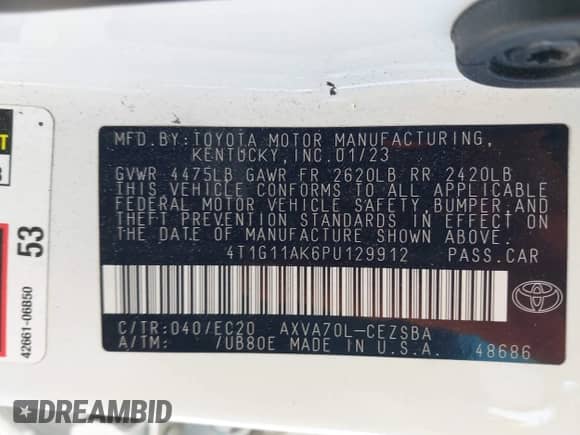 MFD.BY:TOYOTA MOTOR MANUFACTURING,
KENTUCKY,INC.01/23
GVWR 4475LB GAWR FR 2620LB RR 2420LB
THIS VEHICLE CONFORMS TO ALL APPLICABLE
FEDERAL MOTOR VEHICLE SAFETY, BUMPER,AND
THEFT PREVENTION STANDARDS IN EFFECT ON
THE DATE OF MANUFACTURE SHOWN ABOVE.
4T1G11AK6PU129912 PASS.CAR
C/TR:040/EC20 AXVA70L-CEZSBA
A/TM: /UB80E MADE IN U.S.A. 48686
TOYOTA
53
42661-06850
DREAMBID